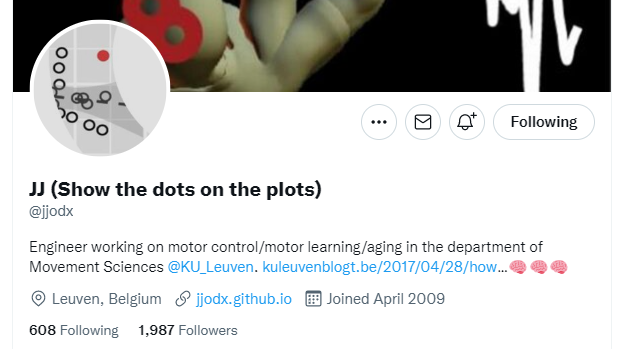 Following
JJ (Show the dots on the plots)
@jjodx
Engineer working on motor control/motor learning/aging in the department of
Movement Sciences @KU_Leuven. kuleuvenblogt.be/2017/04/28/how...🧠🧠🧠
Leuven, Belgium jjodx.github.io Joined April 2009
608 Following 1,987 Followers